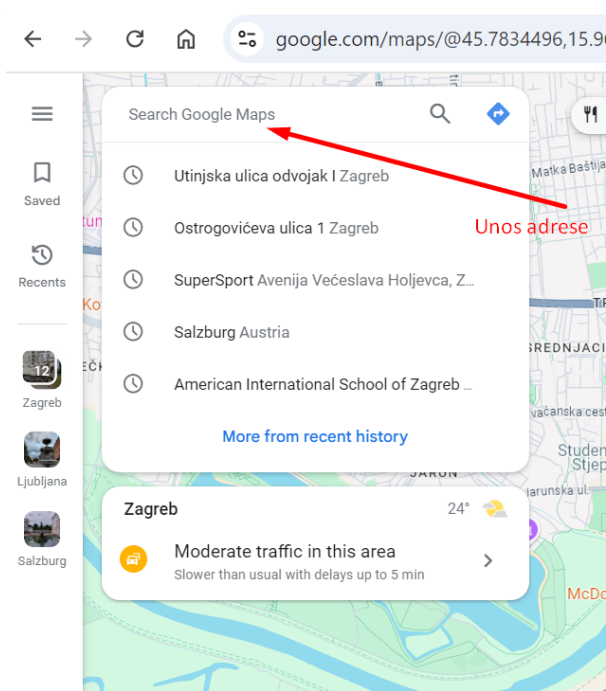 google.com/maps/@45.7834496,15.96
Search Google Maps
Saved
Recents
12
Zagreb
Ljubljana
Salzburg
Utinjska ulica odvojak I Zagreb
Ostrogovićeva ulica 1 Zagreb
SuperSport Avenija Većeslava Holjevca, Z...
Salzburg Austria
American International School of Zagreb ...
More from recent history
Unos adrese
Matka Baštija
SREDNJACI
JARUN
Jarunska ul.
Studen
Stjep
McDo
Zagreb
24°
Moderate traffic in this area
Slower than usual with delays up to 5 min